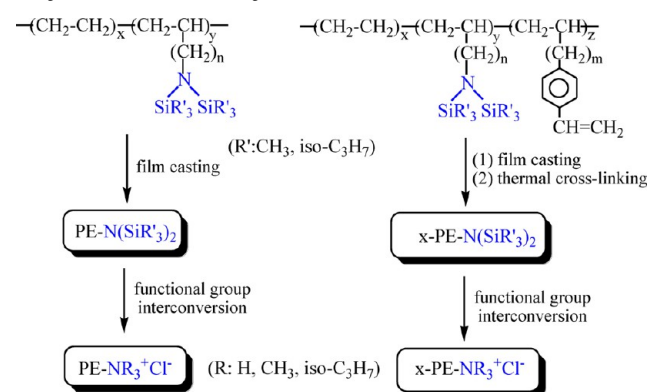 —(CH₂-CH₂)ₓ(CH₂-CH)ᵧ—
(CH₂)ₙ
N
SiR'₃ SiR'₃
film casting
PE-N(SiR'₃)₂
functional group
interconversion
PE-NR₃⁺Cl⁻
(R':CH₃, iso-C₃H₇)
(R: H, CH₃, iso-C₃H₇)
—(CH₂-CH₂)ₓ(CH₂-CH)ᵧ(CH₂-CH)z—
(CH₂)ₙ
(CH₂)ₘ
N
SiR'₃ SiR'₃
CH=CH₂
(1) film casting
(2) thermal cross-linking
x-PE-N(SiR'₃)₂
functional group
interconversion
x-PE-NR₃⁺Cl⁻